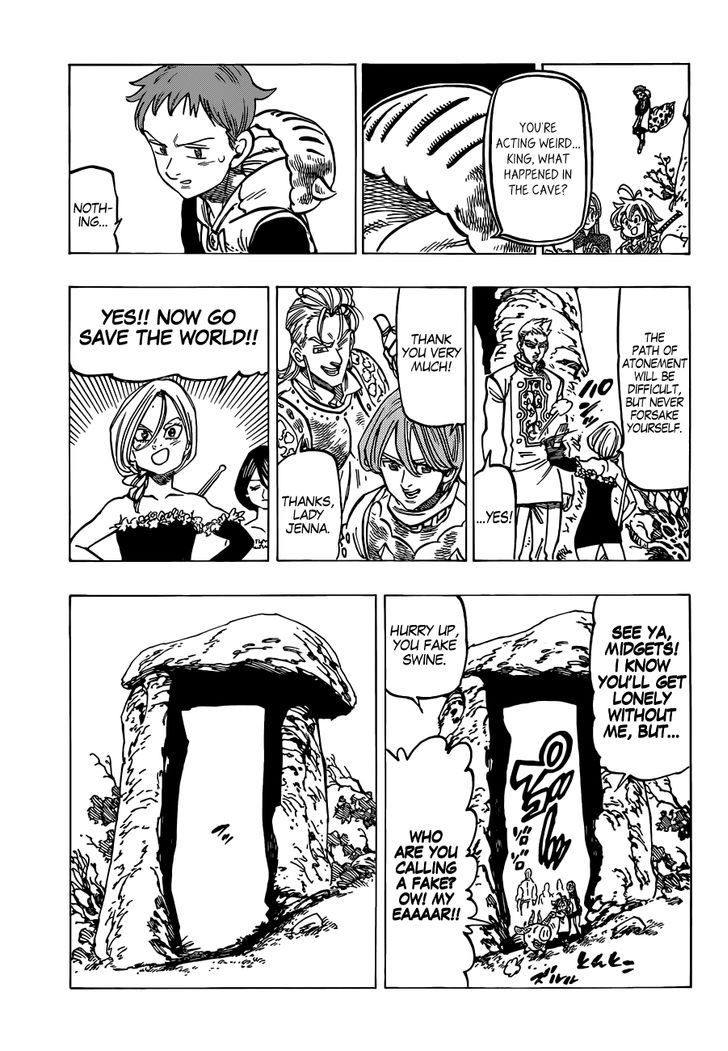 YOU'RE
ACTING WEIRD...
KING, WHAT
HAPPENED IN
THE CAVE?
NOTH-
ING...
THE
PATH OF
ATONEMENT
WILL BE
DIFFICULT,
BUT NEVER
FORSAKE
YOURSELF.
...YES!
THANK
YOU VERY
MUCH!
THANKS,
LADY
JENNA.
YES!! NOW GO
SAVE THE WORLD!!
SEE YA,
MIDGETS!
I KNOW
YOU'LL GET
LONELY
WITHOUT
ME, BUT...
HURRY UP,
YOU FAKE
SWINE.
WHO
ARE YOU
CALLING
A FAKE?
OW! MY
EAAAAR!!
ズルル